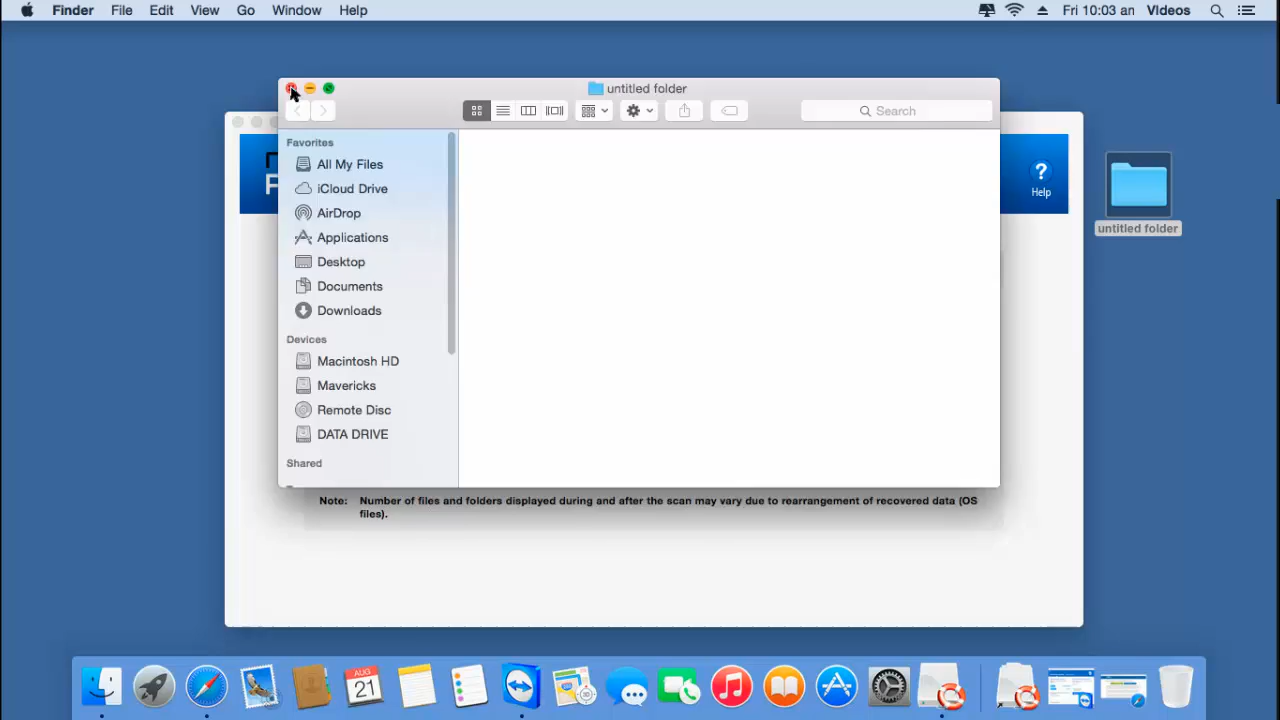 Finder File Edit View Go Window Help Fri 10:03 an Videos
untitled folder
Search
Favorites
All My Files
iCloud Drive
AirDrop
Applications
Desktop
Documents
Downloads
Devices
Macintosh HD
Mavericks
Remote Disc
DATA DRIVE
Shared
? Help
untitled folder
Note: Number of files and folders displayed during and after the scan may vary due to rearrangement of recovered data (OS
files).
AUG
21